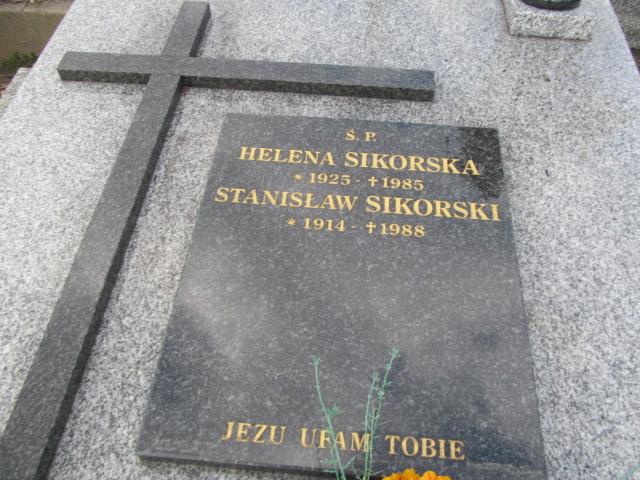 Ś. P.
HELENA SIKORSKA
* 1925 - † 1985
STANISŁAW SIKORSKI
* 1914 - † 1988
JEZU UFAM TOBIE